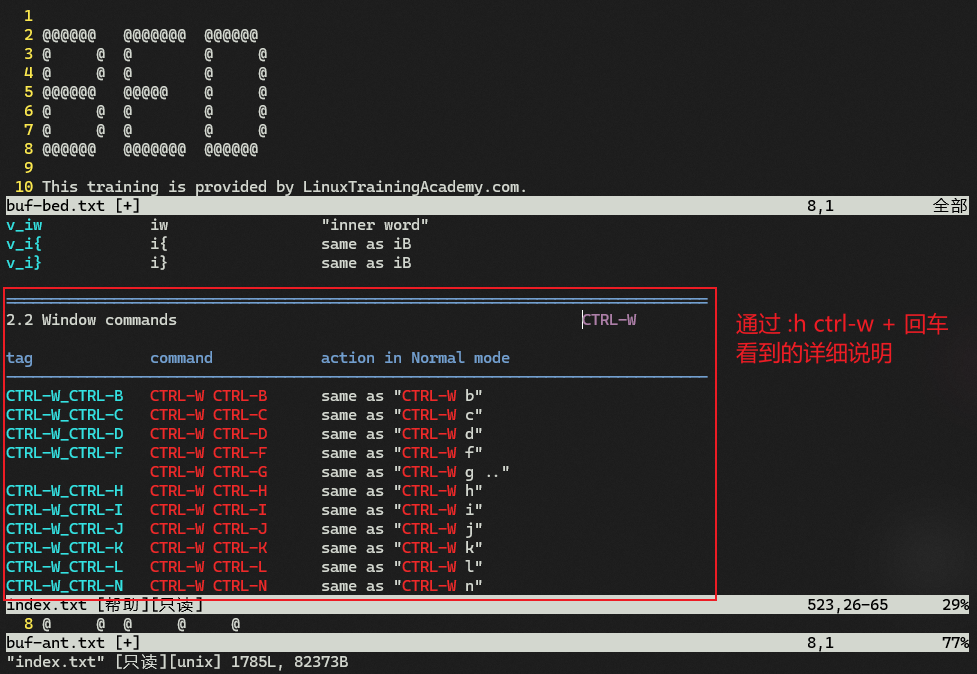 1
2 @@@@@@   @@@@@@@  @@@@@@
3 @     @  @        @     @
4 @     @  @        @     @
5 @@@@@@   @@@@@    @     @
6 @     @  @        @     @
7 @     @  @        @     @
8 @@@@@@   @@@@@@@  @@@@@@
9
10 This training is provided by LinuxTrainingAcademy.com.
buf-bed.txt [+] 8,1 全部
v_iw iw "inner word"
v_i{ i{ same as iB
v_i} i} same as iB
2.2 Window commands CTRL-W
通过 :h ctrl-w + 回车
看到的详细说明
tag command action in Normal mode
CTRL-W_CTRL-B CTRL-W CTRL-B same as "CTRL-W b"
CTRL-W_CTRL-C CTRL-W CTRL-C same as "CTRL-W c"
CTRL-W_CTRL-D CTRL-W CTRL-D same as "CTRL-W d"
CTRL-W_CTRL-F CTRL-W CTRL-F same as "CTRL-W f"
CTRL-W CTRL-G same as "CTRL-W g .."
CTRL-W_CTRL-H CTRL-W CTRL-H same as "CTRL-W h"
CTRL-W_CTRL-I CTRL-W CTRL-I same as "CTRL-W i"
CTRL-W_CTRL-J CTRL-W CTRL-J same as "CTRL-W j"
CTRL-W_CTRL-K CTRL-W CTRL-K same as "CTRL-W k"
CTRL-W_CTRL-L CTRL-W CTRL-L same as "CTRL-W l"
CTRL-W_CTRL-N CTRL-W CTRL-N same as "CTRL-W n"
index.txt [帮助][只读] 523,26-65 29%
8 @     @  @     @     @
buf-ant.txt [+] 8,1 77%
"index.txt" [只读][unix] 1785L, 82373B